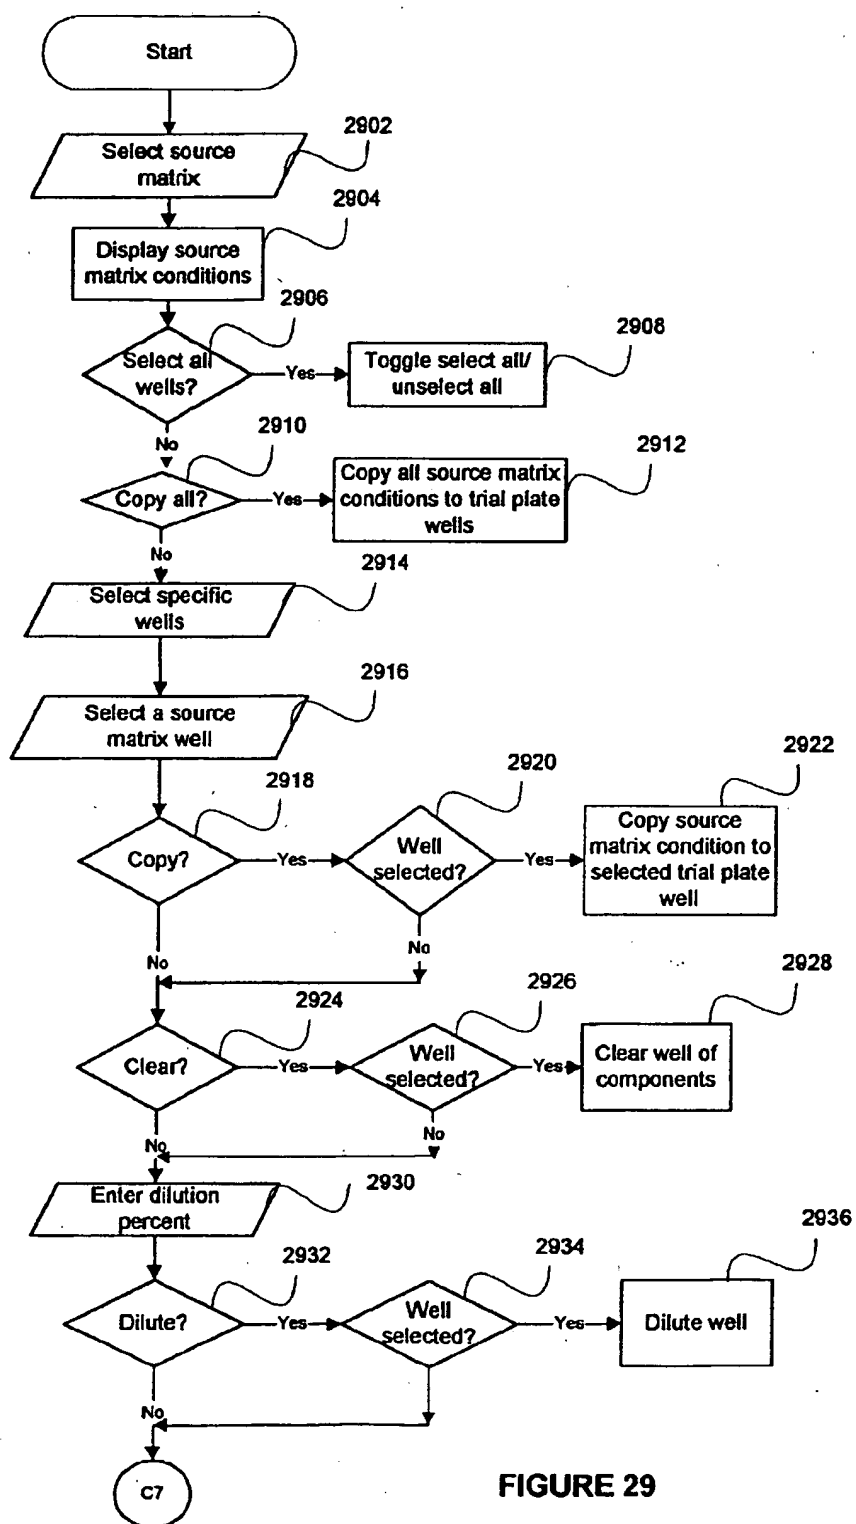 Start
2902
Select source
matrix
2904
Display source
matrix conditions
2906
Select all
wells?
Yes
2908
Toggle select all/
unselect all
No
2910
Copy all?
Yes
2912
Copy all source matrix
conditions to trial plate
wells
No
2914
Select specific
wells
2916
Select a source
matrix well
2918
Copy?
Yes
2920
Well
selected?
Yes
2922
Copy source
matrix condition to
selected trial plate
well
No
No
2924
Clear?
Yes
2926
Well
selected?
Yes
2928
Clear well of
components
No
No
2930
Enter dilution
percent
2932
Dilute?
Yes
2934
Well
selected?
Yes
2936
Dilute well
No
C7
FIGURE 29